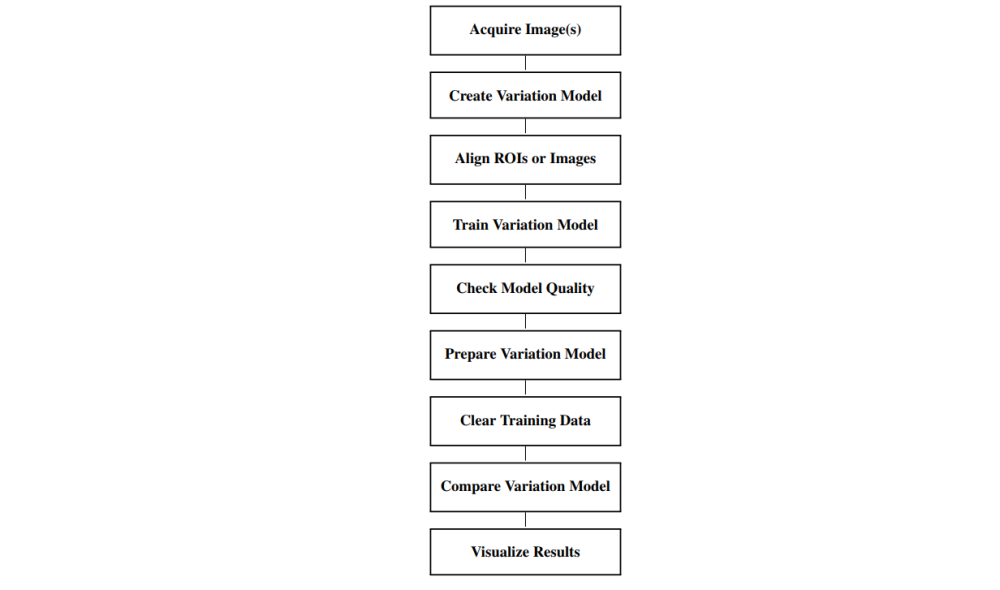 Acquire Image(s)
Create Variation Model
Align ROIs or Images
Train Variation Model
Check Model Quality
Prepare Variation Model
Clear Training Data
Compare Variation Model
Visualize Results